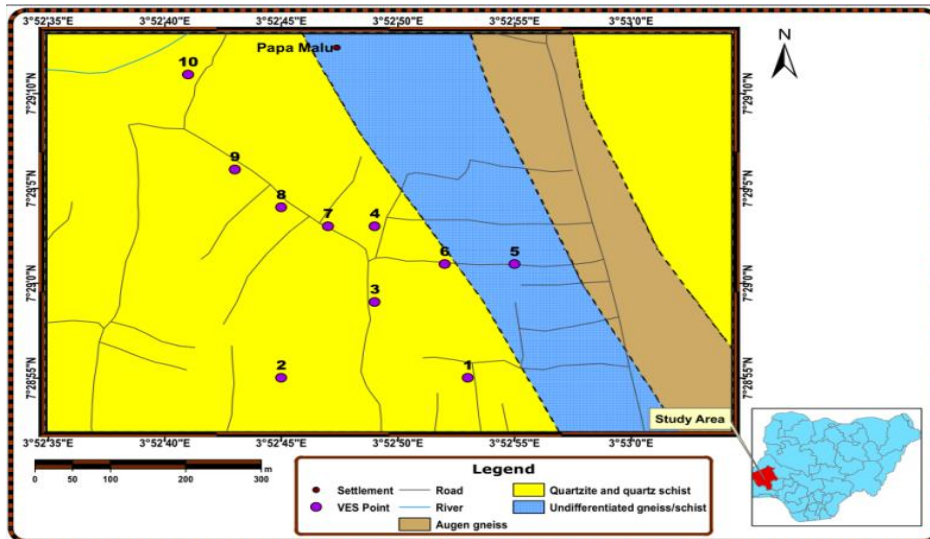 3°52'35"E 3°52'40"E 3°52'45"E 3°52'50"E 3°52'55"E 3°53'0"E
N
Papa Malu
10
7°29'10"N 7°29'10"N
9
7°29'5"N 7°29'5"N
8
7 4
6 5
7°29'0"N 7°29'0"N
3
2 1
7°28'55"N 7°28'55"N
Study Area
3°52'35"E 3°52'40"E 3°52'45"E 3°52'50"E 3°52'55"E 3°53'0"E
m
0 50 100 200 300
Legend
Settlement Road Quartzite and quartz schist
VES Point River Undifferentiated gneiss/schist
Augen gneiss